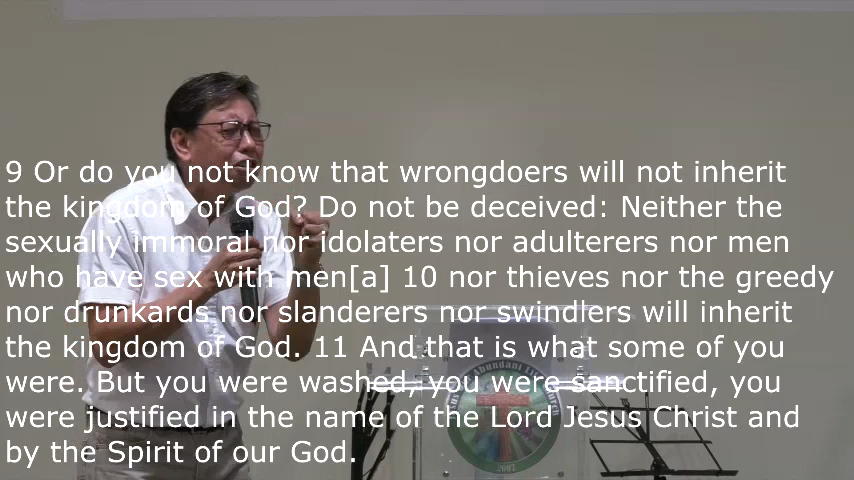 9 Or do you not know that wrongdoers will not inherit
the kingdom of God? Do not be deceived: Neither the
sexually immoral nor idolaters nor adulterers nor men
who have sex with men[a] 10 nor thieves nor the greedy
nor drunkards nor slanderers nor swindlers will inherit
the kingdom of God. 11 And that is what some of you
were. But you were washed, you were sanctified, you
were justified in the name of the Lord Jesus Christ and
by the Spirit of our God.
Abundant Life Church